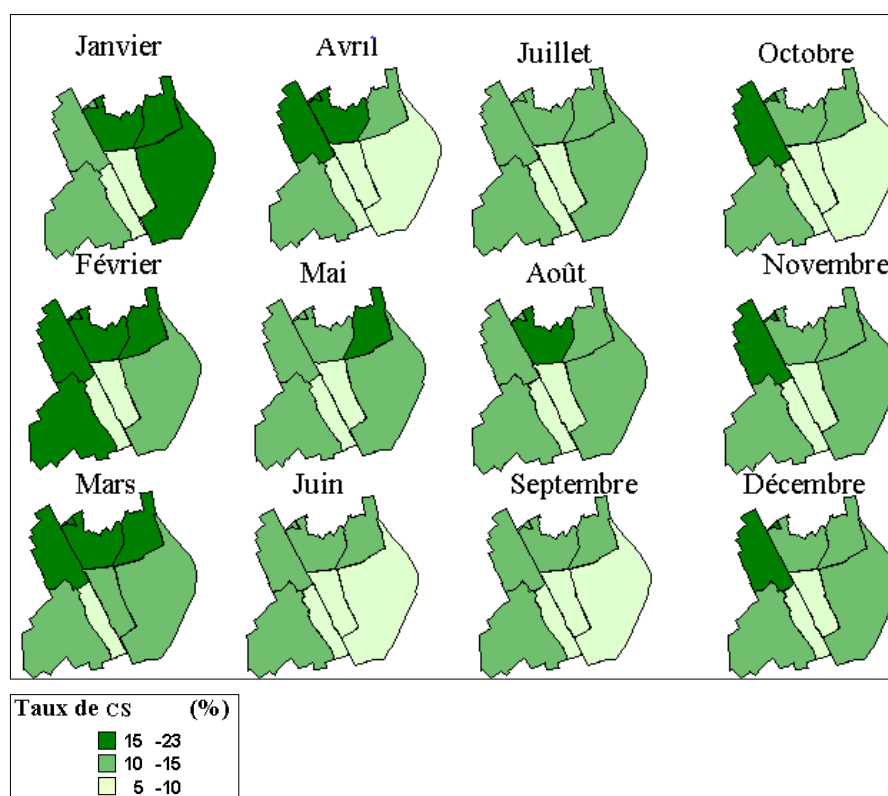 Janvier
Avril
Juillet
Octobre
Février
Mai
Août
Novembre
Mars
Juin
Septembre
Décembre
Taux de CS (%)
15 -23
10 -15
5 -10